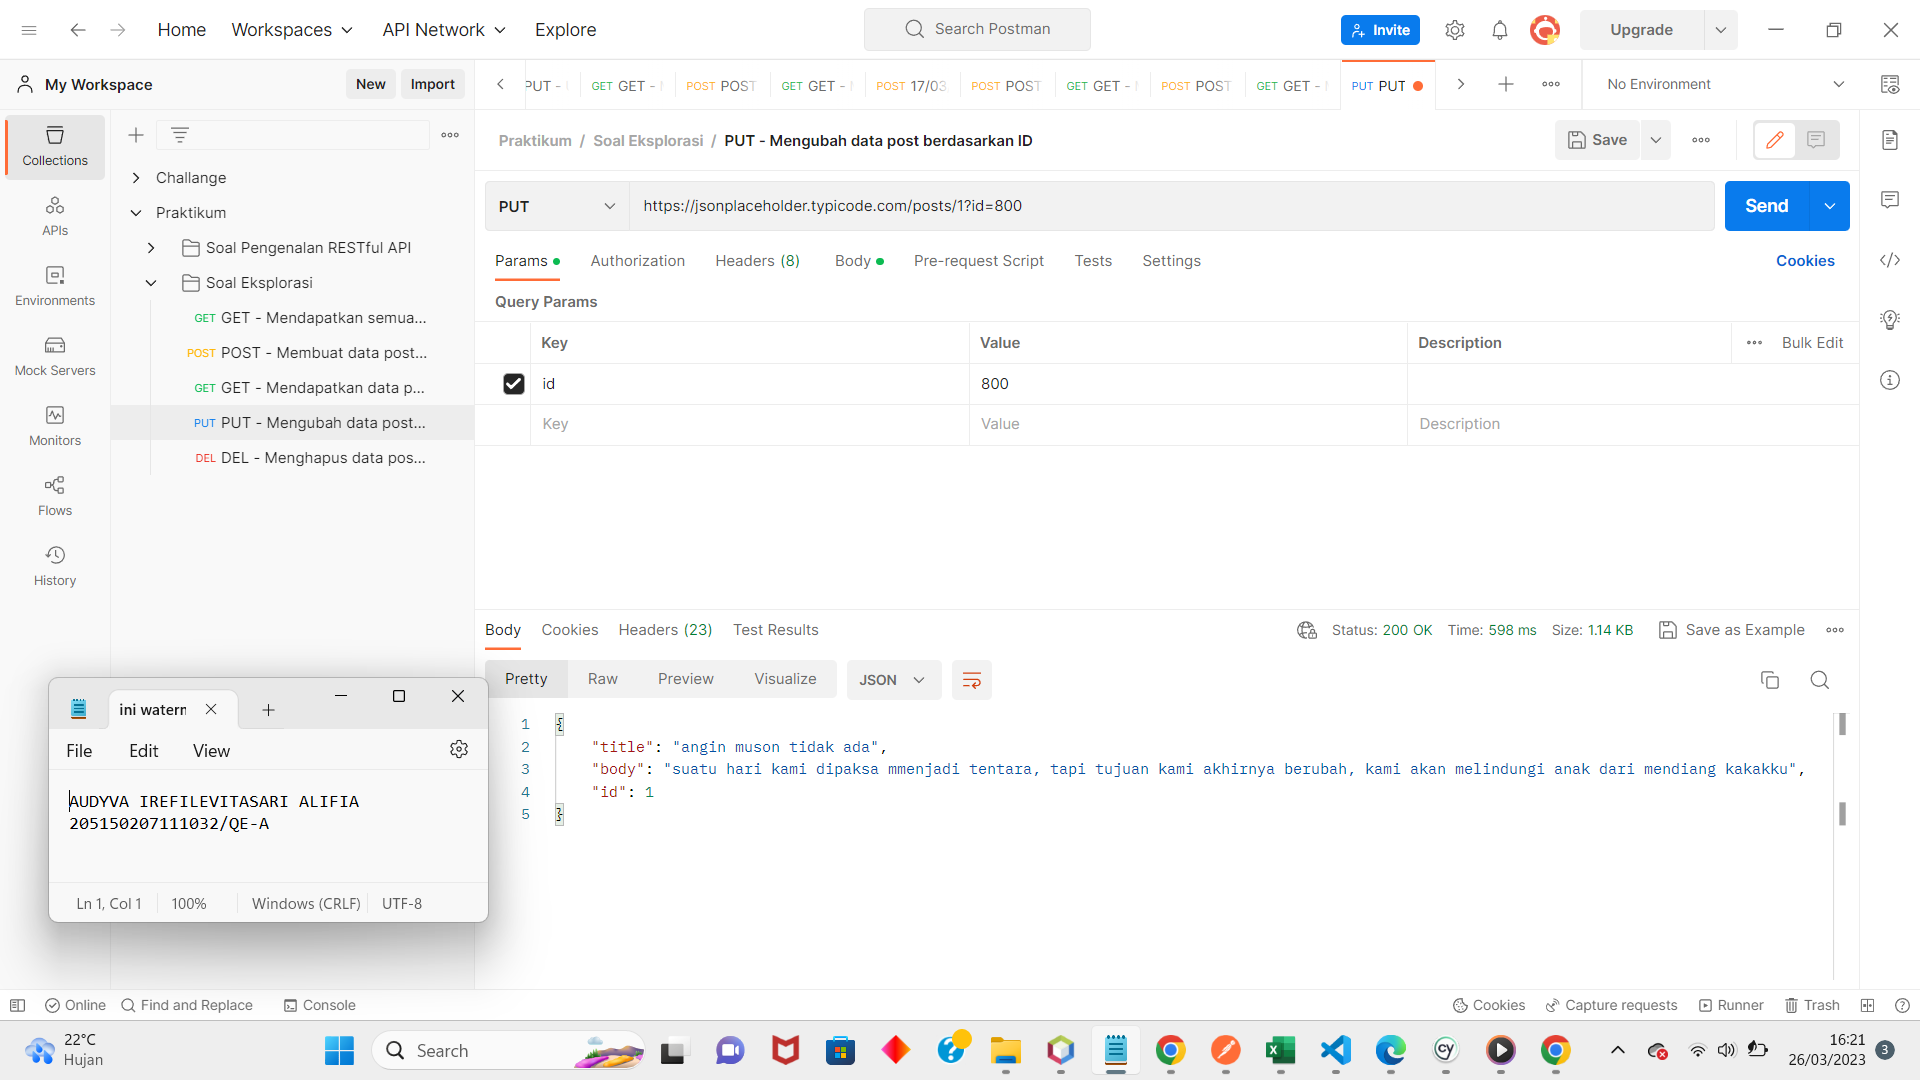 Home
Workspaces
API Network
Explore
Search Postman
Invite
Upgrade
My Workspace
New
Import
PUT -
GET GET -
POST POST
GET GET -
POST 17/03
POST POST
GET GET -
POST POST
GET GET -
PUT PUT
No Environment
Collections
APIs
Environments
Mock Servers
Monitors
Flows
History
Challange
Praktikum
Soal Pengenalan RESTful API
Soal Eksplorasi
GET GET - Mendapatkan semua...
POST POST - Membuat data post...
GET GET - Mendapatkan data p...
PUT PUT - Mengubah data post...
DEL DEL - Menghapus data pos...
Praktikum / Soal Eksplorasi / PUT - Mengubah data post berdasarkan ID
Save
PUT
https://jsonplaceholder.typicode.com/posts/1?id=800
Send
Params
Authorization
Headers (8)
Body
Pre-request Script
Tests
Settings
Cookies
Query Params
Key
Value
Description
Bulk Edit
id
800
Key
Value
Description
Body
Cookies
Headers (23)
Test Results
Status: 200 OK
Time: 598 ms
Size: 1.14 KB
Save as Example
Pretty
Raw
Preview
Visualize
JSON
1 {
2 "title": "angin muson tidak ada",
3 "body": "suatu hari kami dipaksa mmenjadi tentara, tapi tujuan kami akhirnya berubah, kami akan melindungi anak dari mendiang kakakku",
4 "id": 1
5 }
ini watern
File
Edit
View
AUDYVA IREFILEVITASARI ALIFIA
205150207111032/QE-A
Ln 1, Col 1
100%
Windows (CRLF)
UTF-8
Online
Find and Replace
Console
Cookies
Capture requests
Runner
Trash
22°C
Hujan
Search
CY
16:21
26/03/2023
3